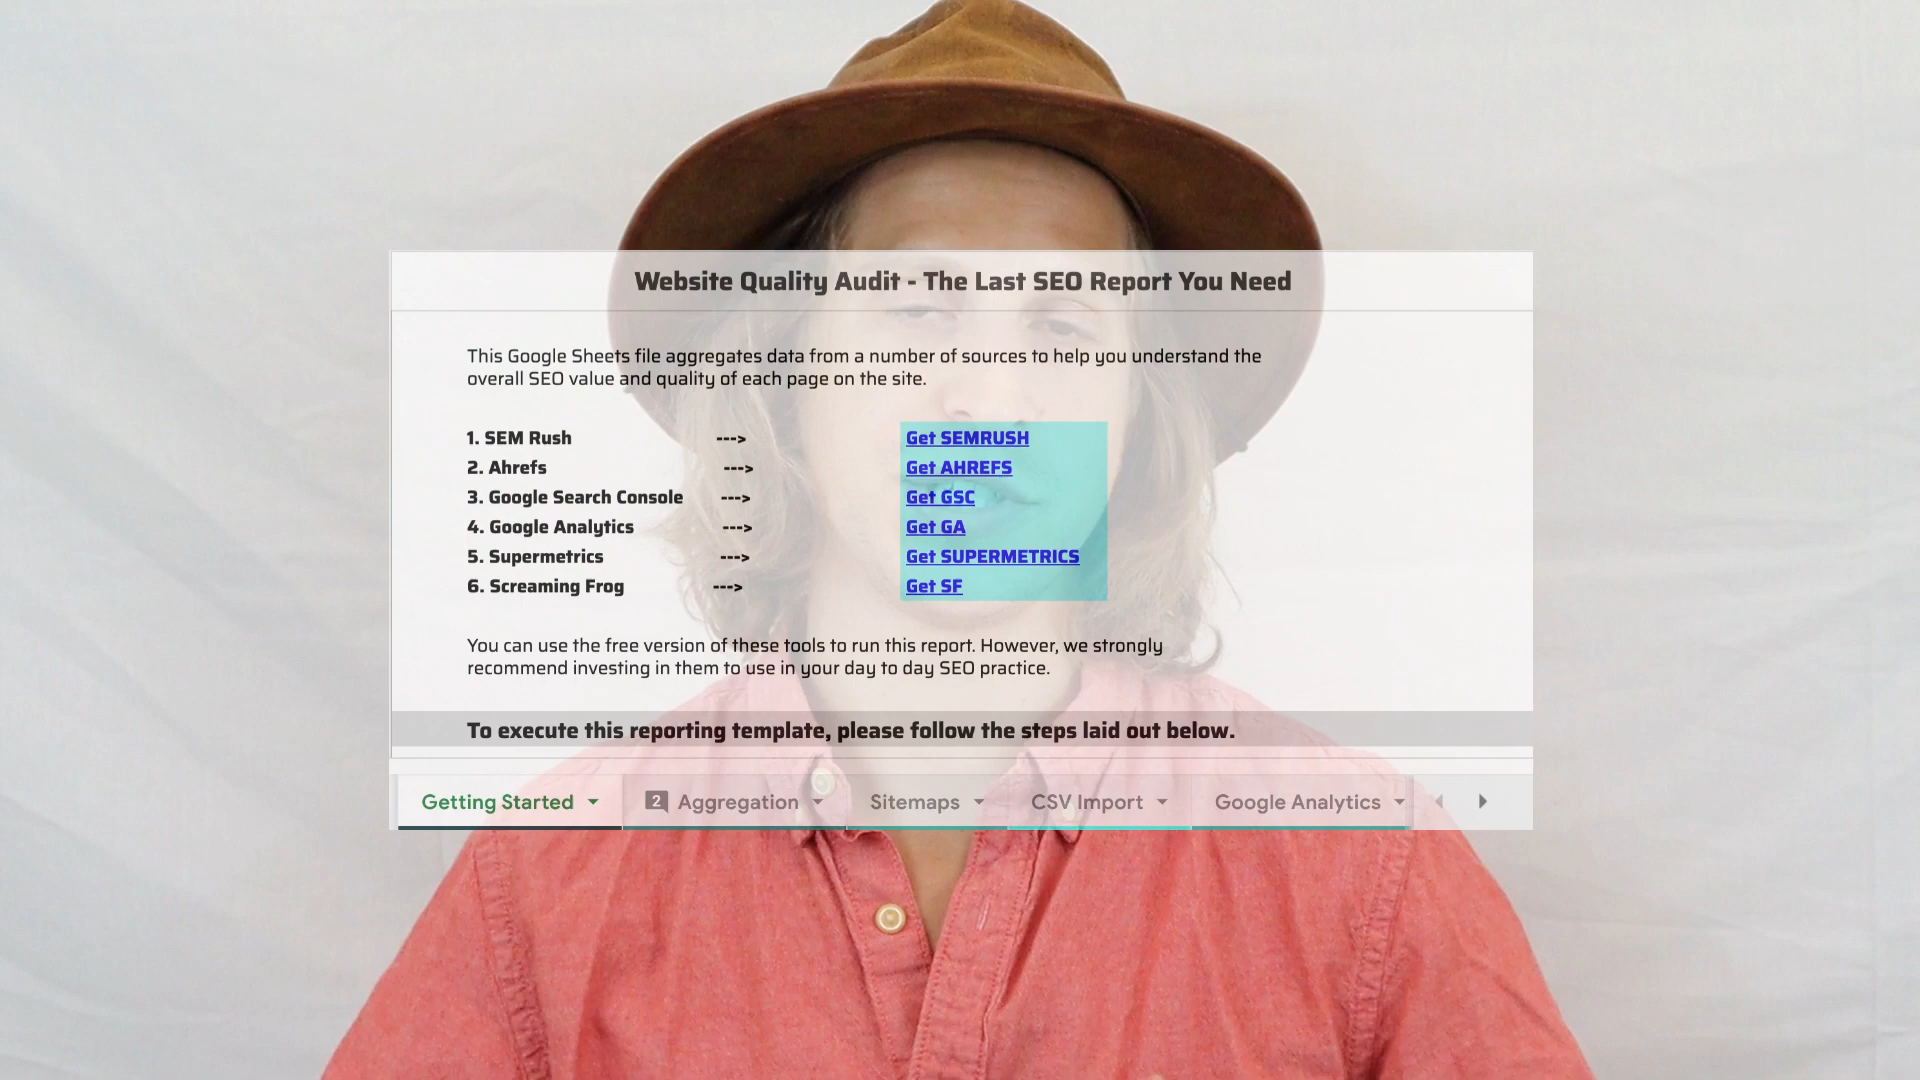 Website Quality Audit - The Last SEO Report You Need
This Google Sheets file aggregates data from a number of sources to help you understand the
overall SEO value and quality of each page on the site.
1. SEM Rush ---> Get SEMRUSH
2. Ahrefs ---> Get AHREFS
3. Google Search Console ---> Get GSC
4. Google Analytics ---> Get GA
5. Supermetrics ---> Get SUPERMETRICS
6. Screaming Frog ---> Get SF
You can use the free version of these tools to run this report. However, we strongly
recommend investing in them to use in your day to day SEO practice.
To execute this reporting template, please follow the steps laid out below.
Getting Started 2 Aggregation Sitemaps CSV Import Google Analytics